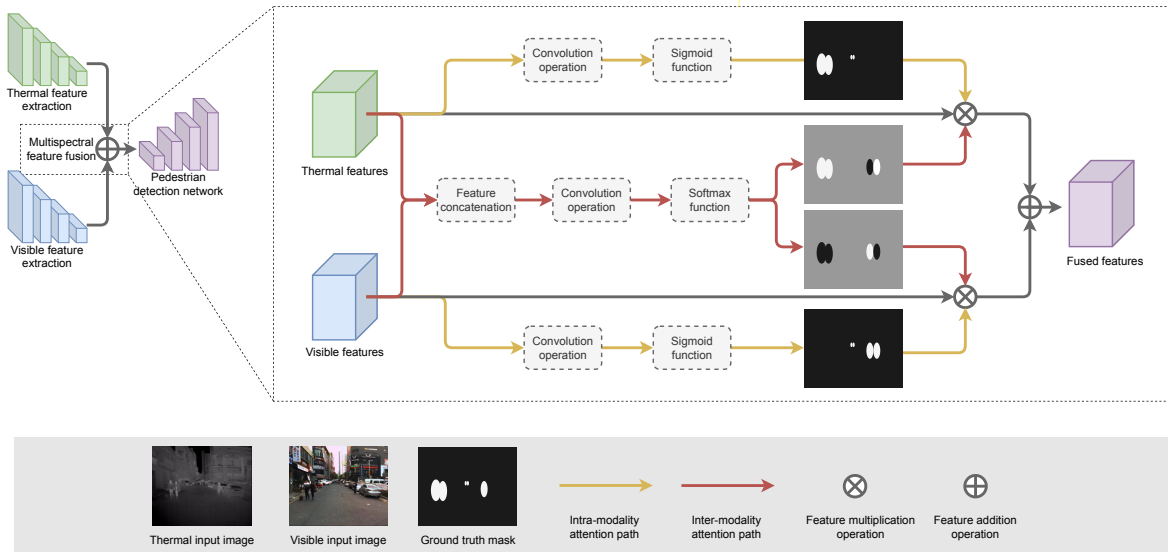 Thermal feature
extraction
Multispectral
feature fusion
Pedestrian
detection network
Visible feature
extraction
Convolution
operation
Sigmoid
function
Thermal features
Feature
concatenation
Convolution
operation
Softmax
function
Visible features
Convolution
operation
Sigmoid
function
Fused features
Thermal input image
Visible input image
Ground truth mask
Intra-modality
attention path
Inter-modality
attention path
Feature multiplication
operation
Feature addition
operation